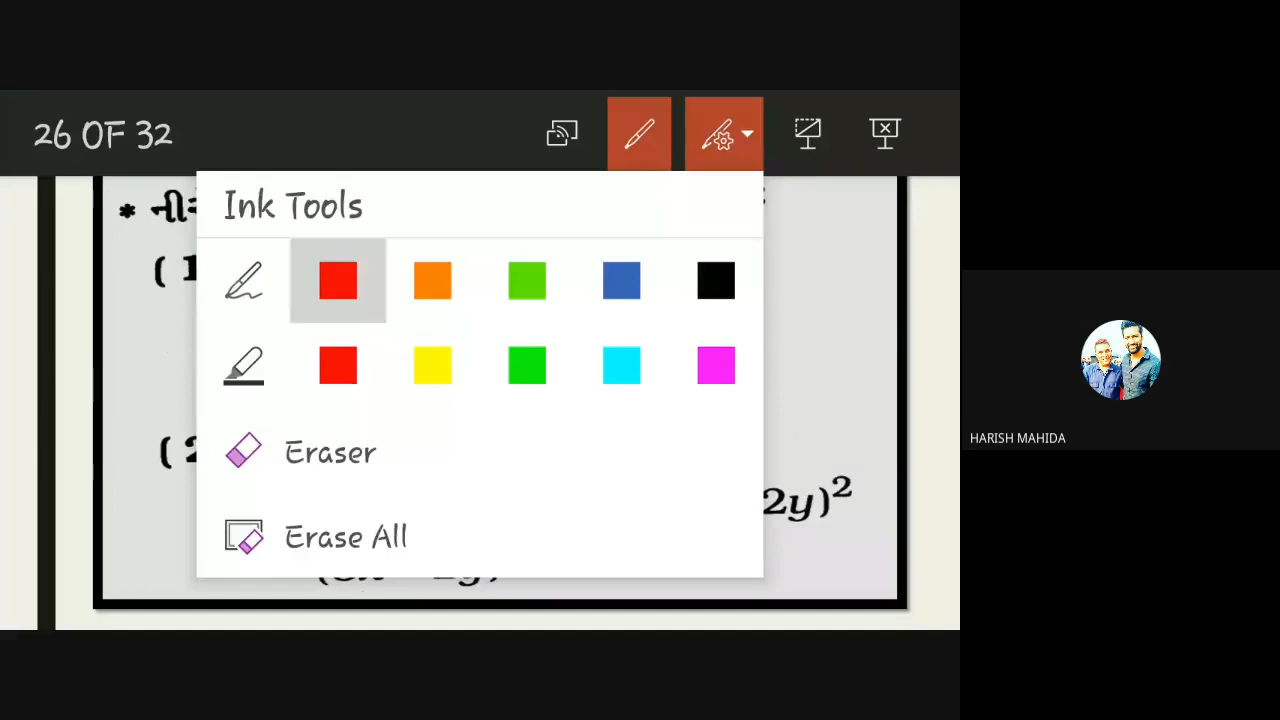 26 OF 32
Ink Tools
*
( 1
( 2
Eraser
2y)²
Erase All
HARISH MAHIDA